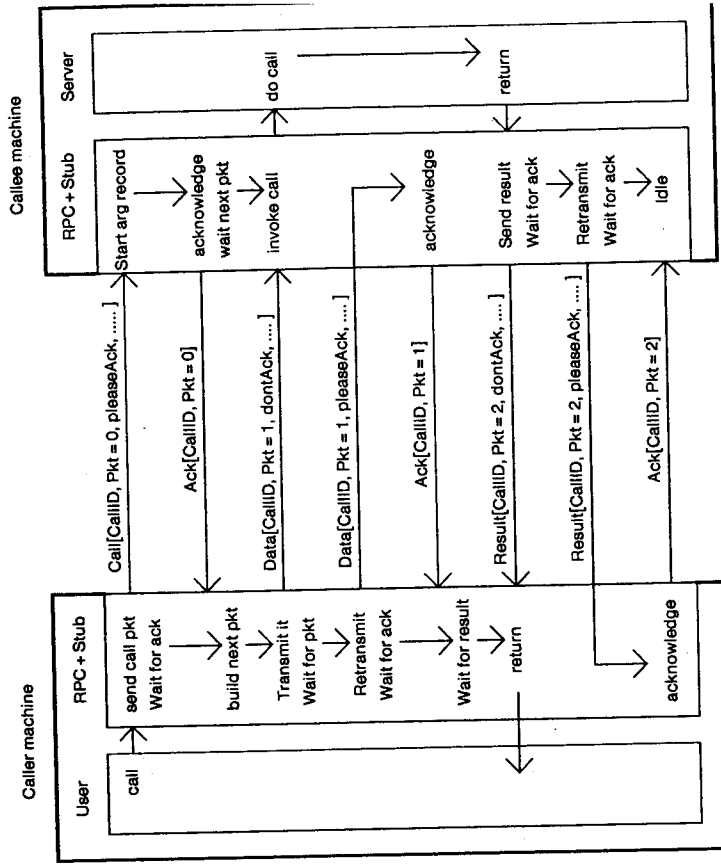 Caller machine
User
RPC + Stub
call
send call pkt
Wait for ack
build next pkt
Transmit it
Wait for pkt
Retransmit
Wait for ack
Wait for result
return
acknowledge
Call[CallID, Pkt = 0, pleaseAck, .....]
Ack[CallID, Pkt = 0]
Data[CallID, Pkt = 1, dontAck, ....]
Data[CallID, Pkt = 1, pleaseAck, ....]
Ack[CallID, Pkt = 1]
Result[CallID, Pkt = 2, dontAck, ....]
Result[CallID, Pkt = 2, pleaseAck, ....]
Ack[CallID, Pkt = 2]
Callee machine
RPC + Stub
Server
Start arg record
acknowledge
wait next pkt
invoke call
do call
acknowledge
return
Send result
Wait for ack
Retransmit
Wait for ack
Idle